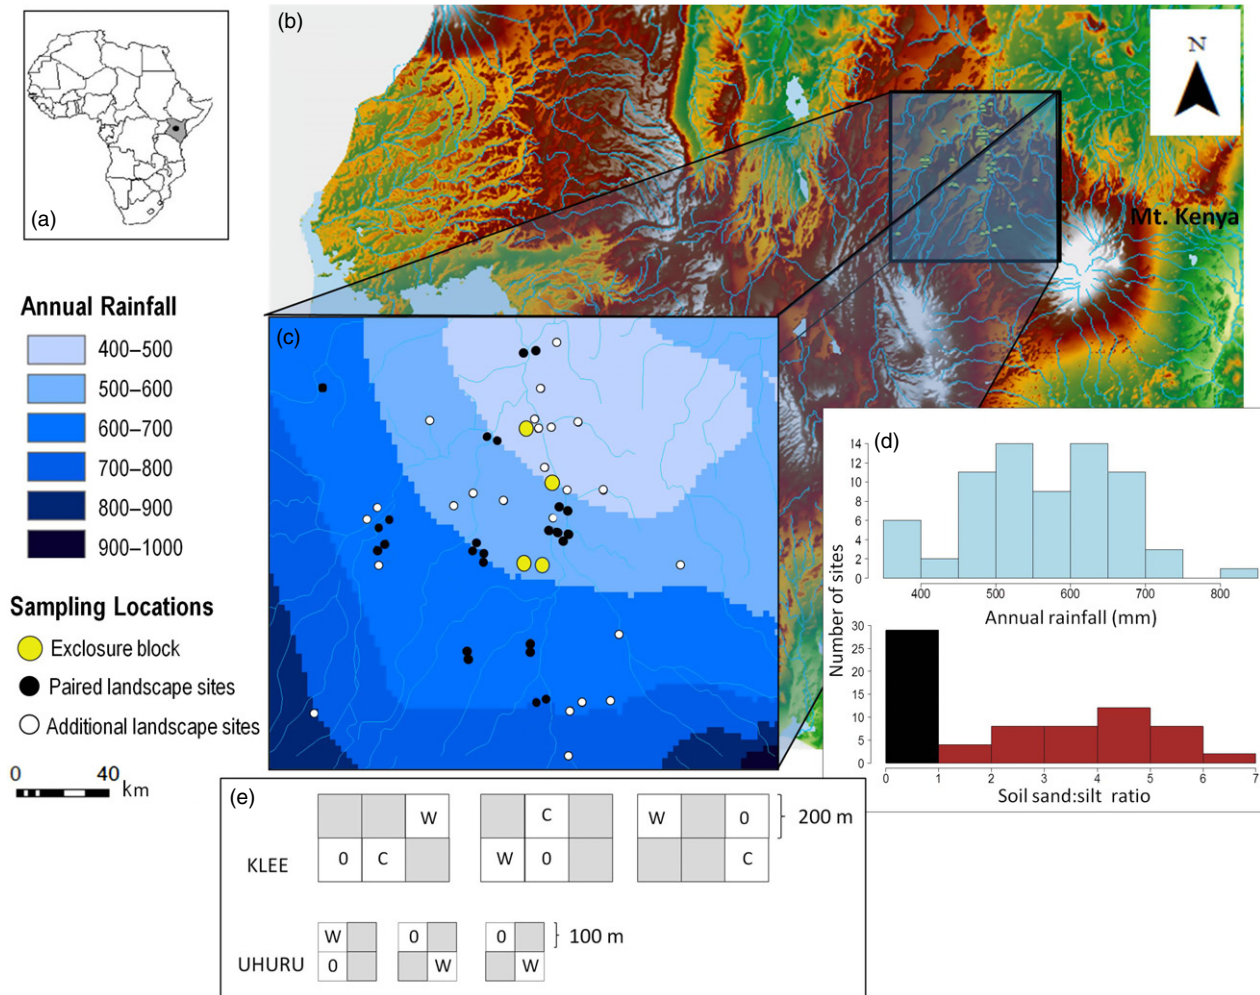 (a)
(b)
N
Mt. Kenya
Annual Rainfall
400–500
500–600
600–700
700–800
800–900
900–1000
Sampling Locations
Exclosure block
Paired landscape sites
Additional landscape sites
0 40
km
(c)
(d)
Number of sites
14
12
10
8
6
4
2
0
400 500 600 700 800
Annual rainfall (mm)
30
25
20
15
10
5
0
0 1 2 3 4 5 6 7
Soil sand:silt ratio
(e)
KLEE
W
0 C
C
W 0
W 0
C
200 m
UHURU
W
0
0
W
0
W
100 m